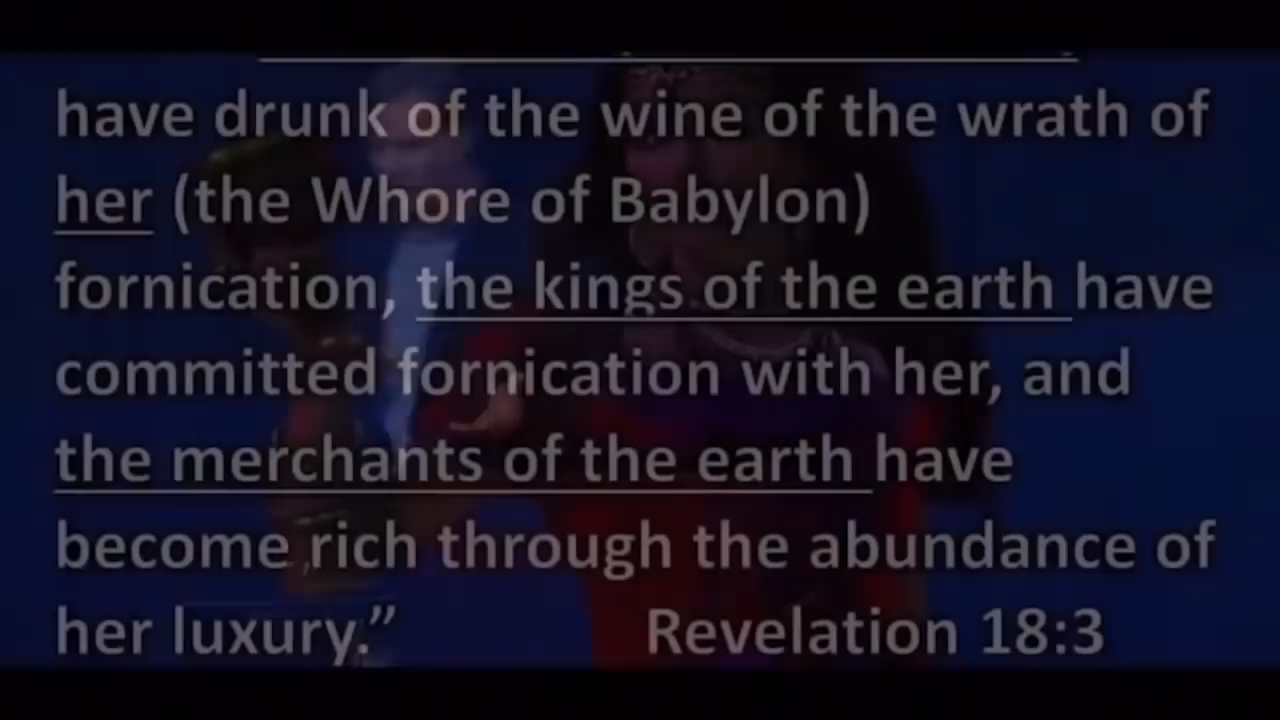 have drunk of the wine of the wrath of
her (the Whore of Babylon)
fornication, the kings of the earth have
committed fornication with her, and
the merchants of the earth have
become rich through the abundance of
her luxury.” Revelation 18:3